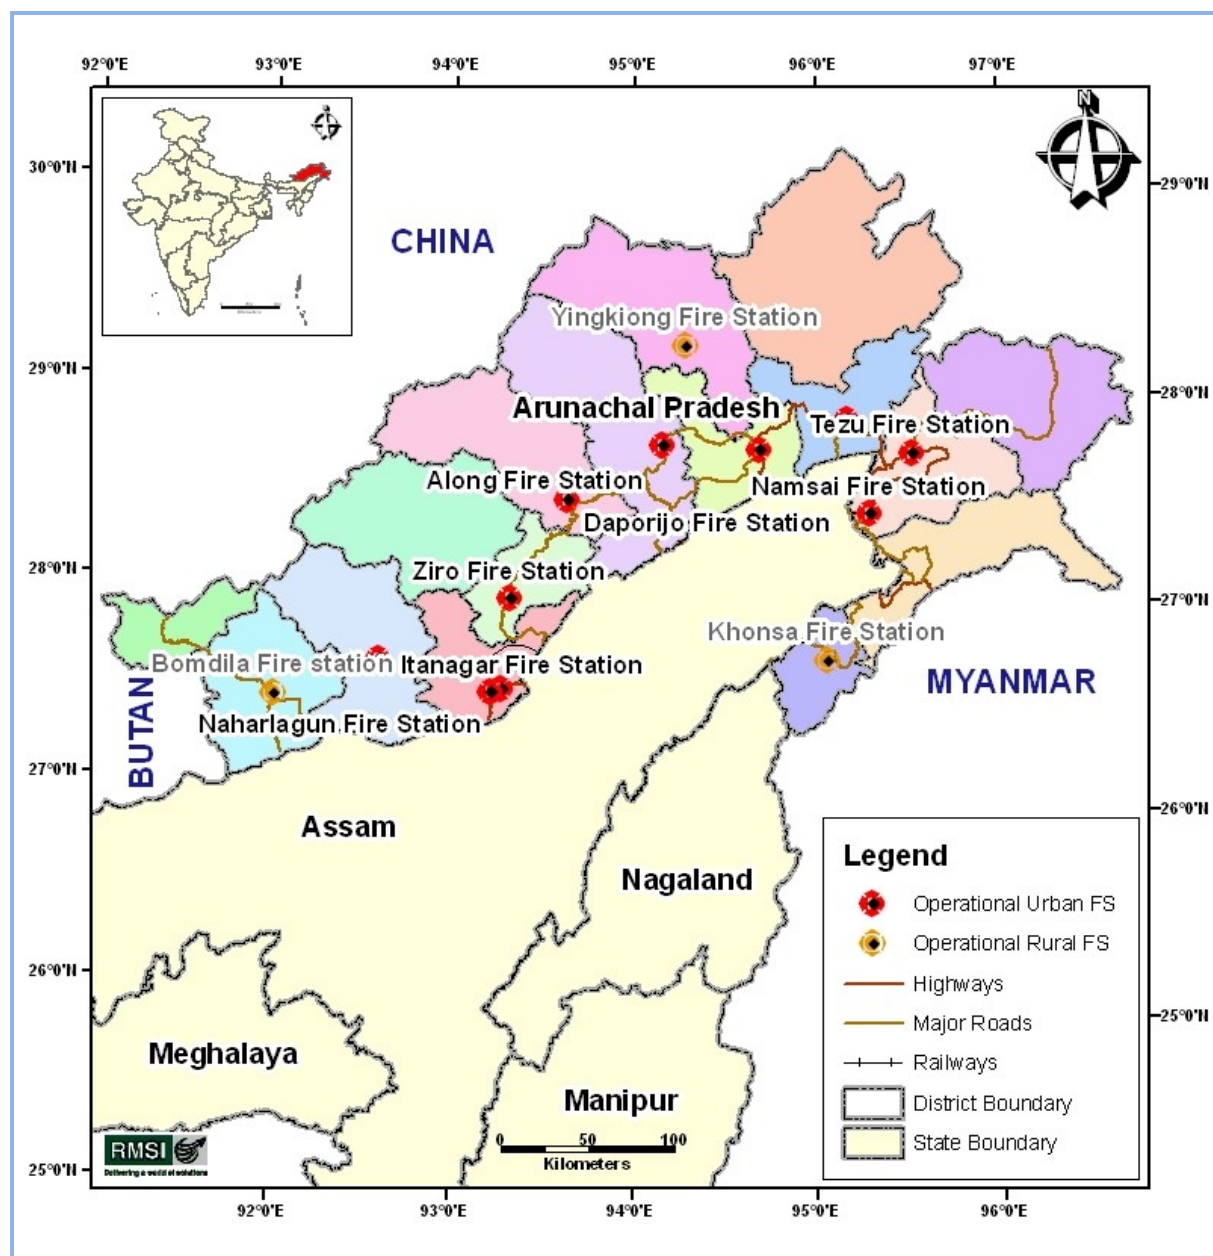 92°0'E 93°0'E 94°0'E 95°0'E 96°0'E 97°0'E
N
30°0'N
29°0'N
CHINA
Yingkiong Fire Station
29°0'N
28°0'N
Arunachal Pradesh
Tezu Fire Station
Along Fire Station
Namsai Fire Station
Daporijo Fire Station
28°0'N
Ziro Fire Station
27°0'N
Khonsa Fire Station
Bomdila Fire station
Itanagar Fire Station
MYANMAR
BUTAN
Naharlagun Fire Station
27°0'N
26°0'N
Assam
Nagaland
Legend
Operational Urban FS
Operational Rural FS
26°0'N
Highways
25°0'N
Major Roads
Meghalaya
Railways
Manipur
District Boundary
RMSI
Delivering a world of solutions
0 50 100
Kilometers
State Boundary
25°0'N
92°0'E 93°0'E 94°0'E 95°0'E 96°0'E